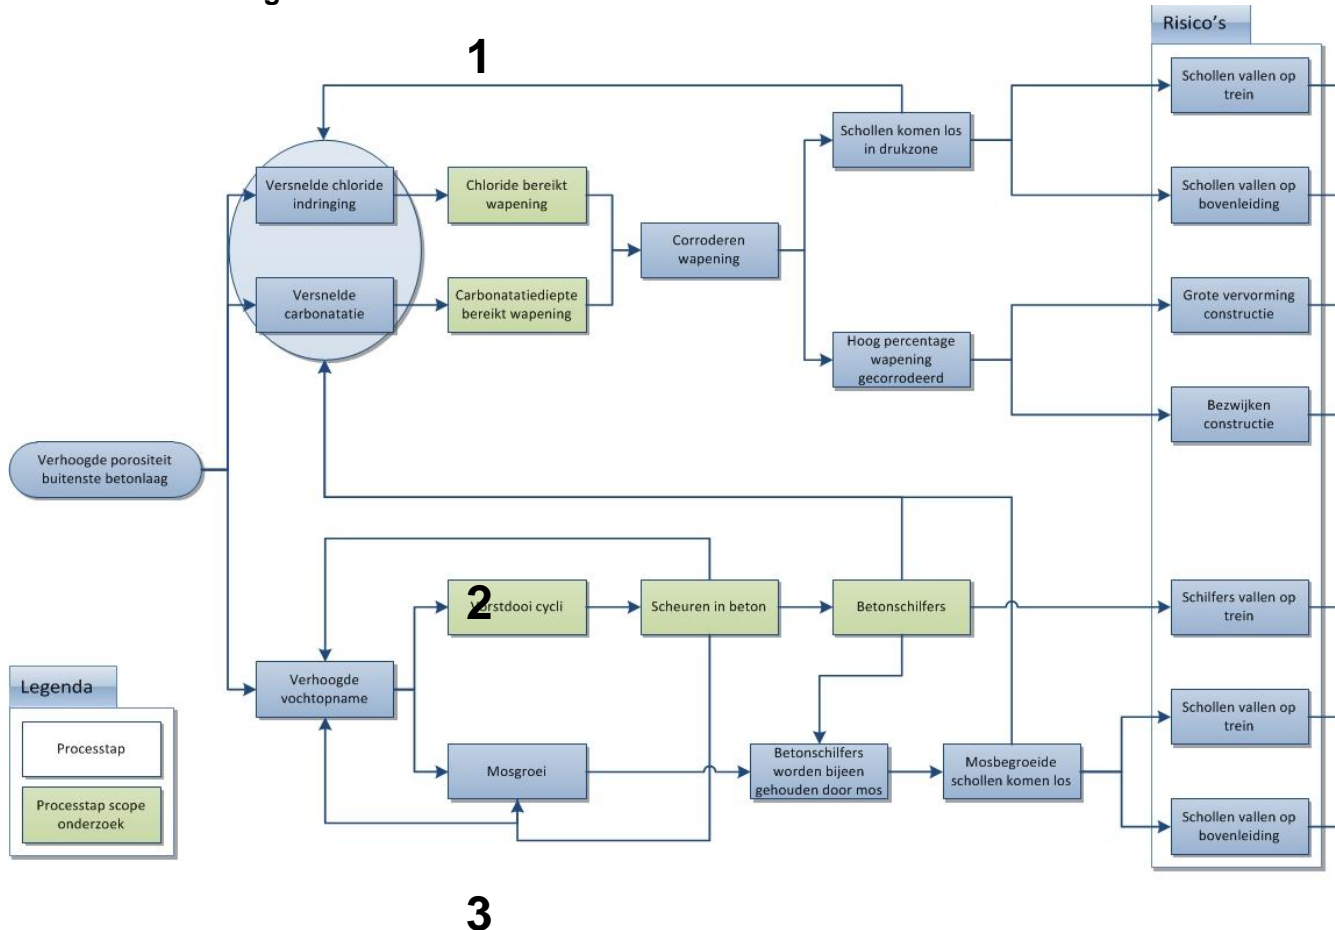 g
1
Risico's
Schollen vallen op
trein
Schollen komen los
in drukzone
Versnelde chloride
indringing
Chloride bereikt
wapening
Schollen vallen op
bovenleiding
Corroderen
wapening
Versnelde
carbonatatie
Carbonatatiediepte
bereikt wapening
Grote vervorming
constructie
Hoog percentage
wapening
gecorrodeerd
Bezwijken
constructie
Verhoogde porositeit
buitenste betonlaag
2
Vorstdooi cycli
Scheuren in beton
Betonschilfers
Schilfers vallen op
trein
Verhoogde
vochtopname
Legenda
Processtap
Processtap scope
onderzoek
Mosgroei
Betonschilfers
worden bijeen
gehouden door mos
Mosbegroeide
schollen komen los
Schollen vallen op
trein
Schollen vallen op
bovenleiding
3